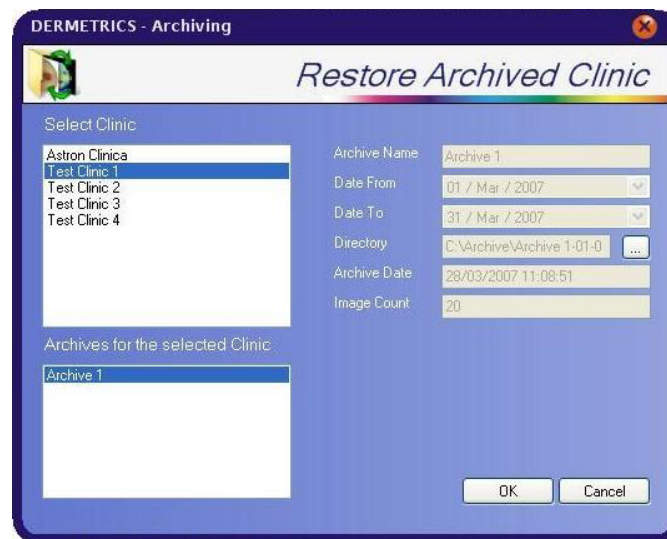 DERMETRICS - Archiving
Restore Archived Clinic
Select Clinic
Astron Clinica
Test Clinic 1
Test Clinic 2
Test Clinic 3
Test Clinic 4
Archives for the selected Clinic
Archive 1
Archive Name
Archive 1
Date From
01 / Mar / 2007
Date To
31 / Mar / 2007
Directory
C:\Archive\Archive 1-01-0
...
Archive Date
28/03/2007 11:08:51
Image Count
20
OK
Cancel